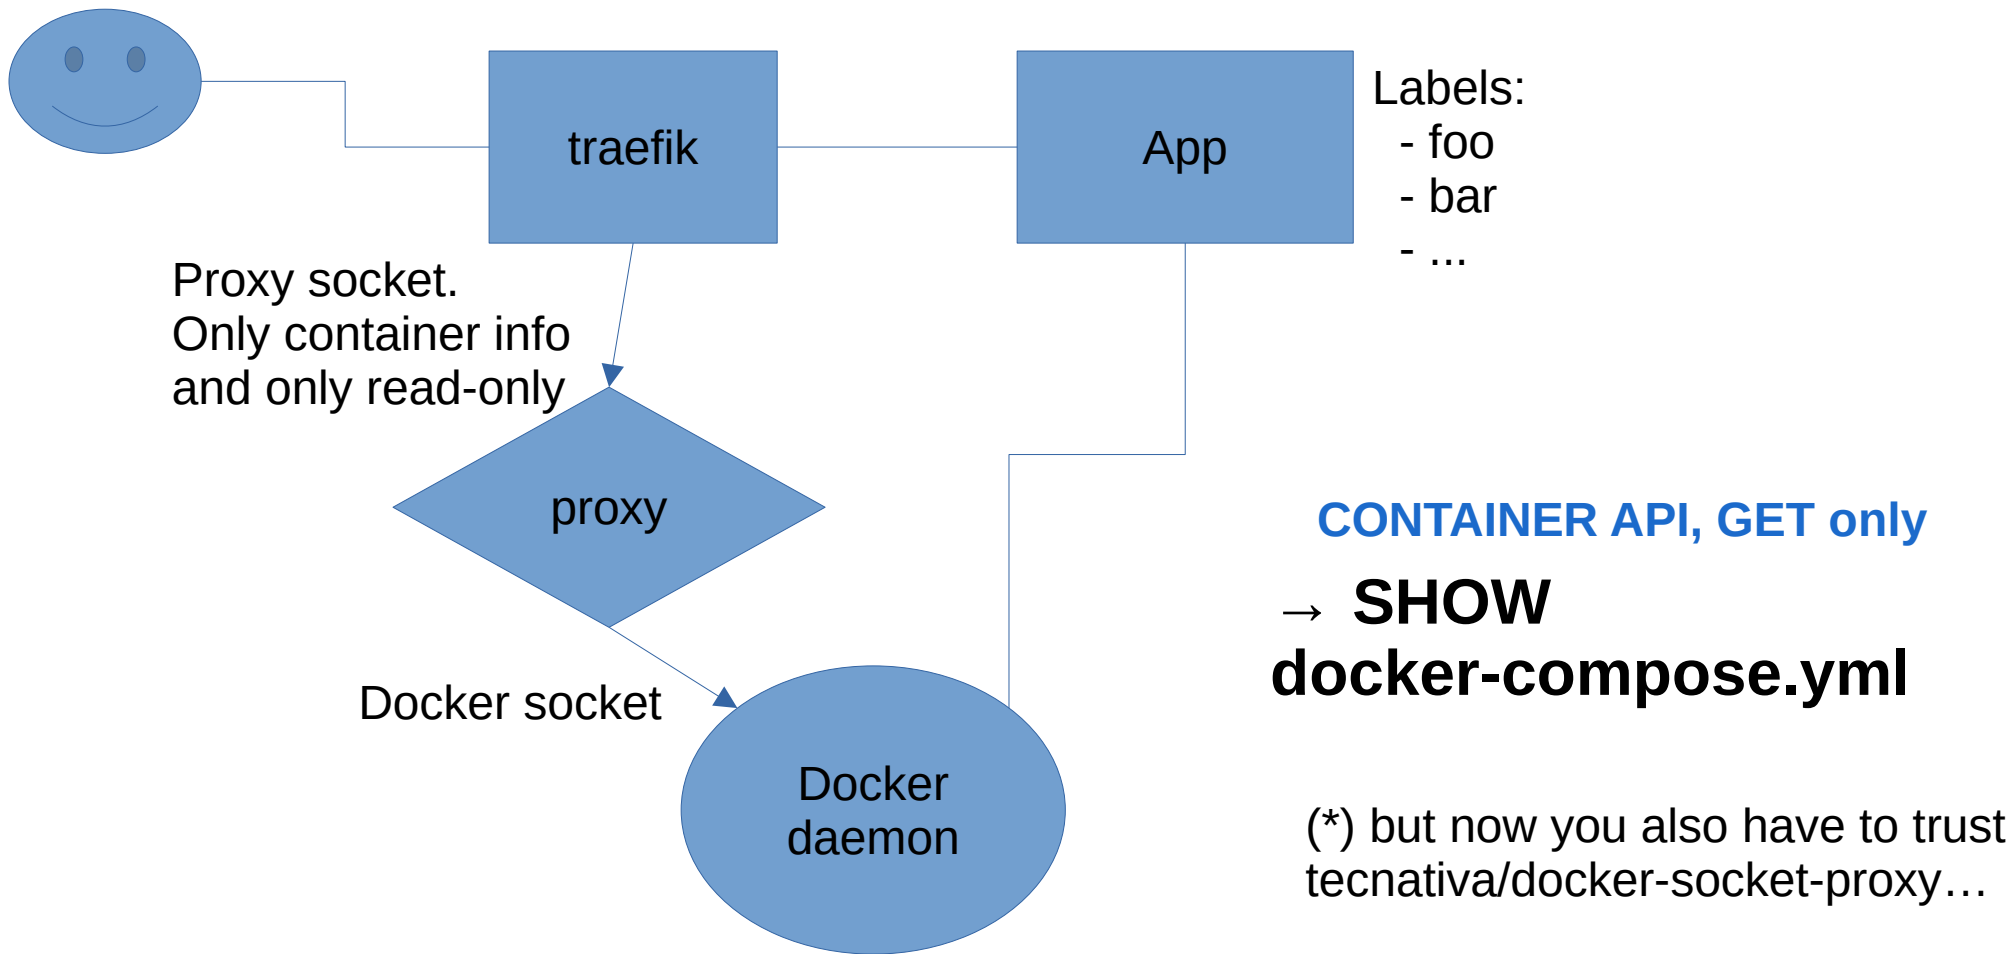 traefik
App
Labels:
- foo
- bar
- ...
Proxy socket.
Only container info
and only read-only
proxy
CONTAINER API, GET only
→ SHOW
docker-compose.yml
Docker socket
Docker
daemon
(*) but now you also have to trust
tecnativa/docker-socket-proxy…